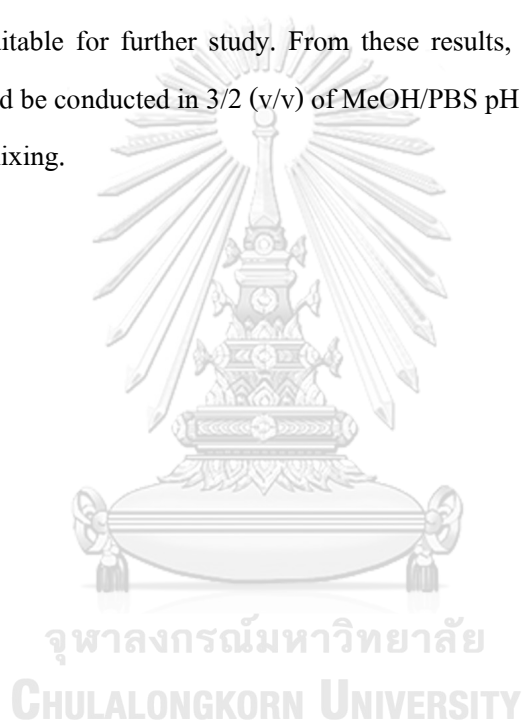 itable for further study. From these results,
d be conducted in 3/2 (v/v) of MeOH/PBS pH
ixing.
จุฬาลงกรณ์มหาวิทยาลัย
CHULALONGKORN UNIVERSITY